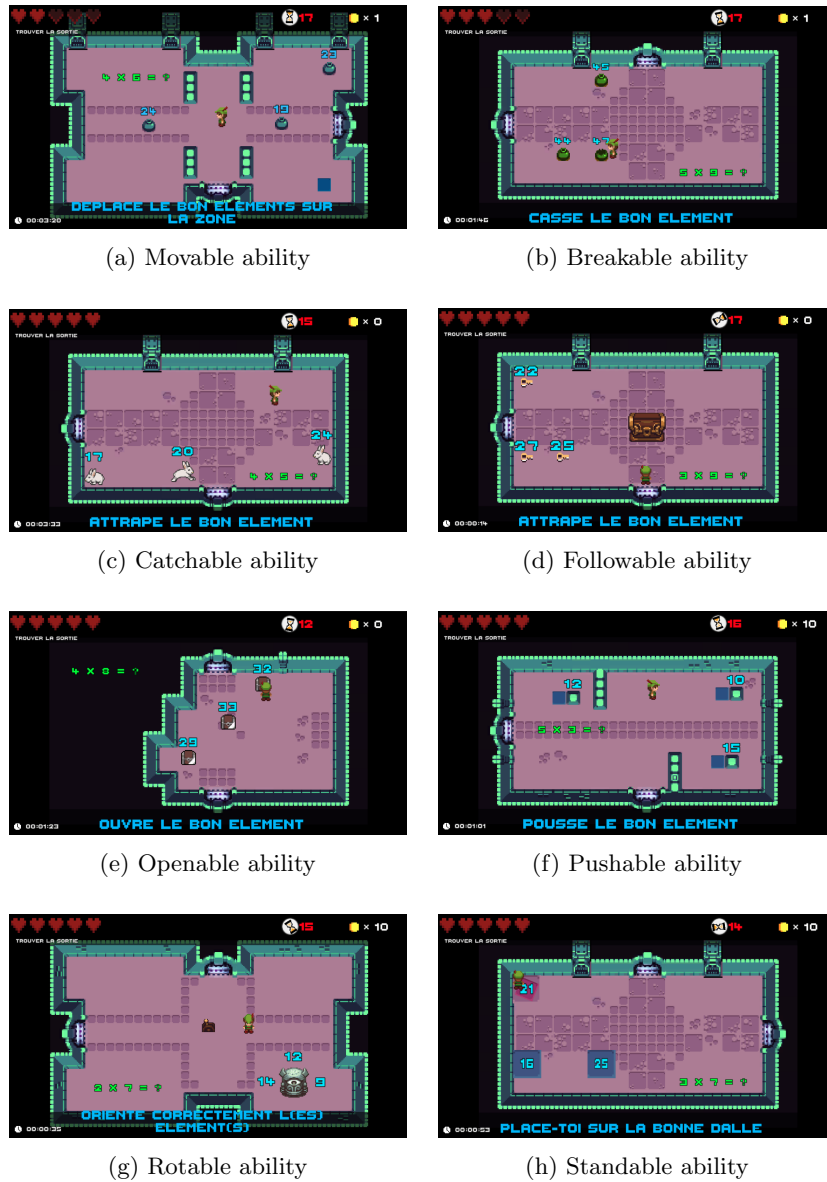 17 × 1
TROUVER LA SORTIE
23
4 X 6 = ?
24 19
DEPLACE LE BON ELEMENTS SUR
LA ZONE
00:03:20
(a) Movable ability
17 × 1
TROUVER LA SORTIE
45
44 47
5 X 9 = ?
00:01:46 CASSE LE BON ELEMENT
(b) Breakable ability
15 × 0
TROUVER LA SORTIE
24
20
17
4 X 5 = ?
00:03:33 ATTRAPE LE BON ELEMENT
(c) Catchable ability
17 × 0
TROUVER LA SORTIE
22
27 25
3 X 9 = ?
00:00:14 ATTRAPE LE BON ELEMENT
(d) Followable ability
12 × 0
TROUVER LA SORTIE
4 X 8 = ?
32
33
29
00:01:23 OUVRE LE BON ELEMENT
(e) Openable ability
16 × 10
TROUVER LA SORTIE
12 10
5 X 3 = ?
15
00:01:01 POUSSE LE BON ELEMENT
(f) Pushable ability
15 × 10
TROUVER LA SORTIE
12
2 X 7 = ? 14 9
ORIENTE CORRECTEMENT L(ES)
ELEMENT(S)
00:00:35
(g) Rotable ability
14 × 10
TROUVER LA SORTIE
21
16 25
3 X 7 = ?
00:00:53 PLACE-TOI SUR LA BONNE DALLE
(h) Standable ability